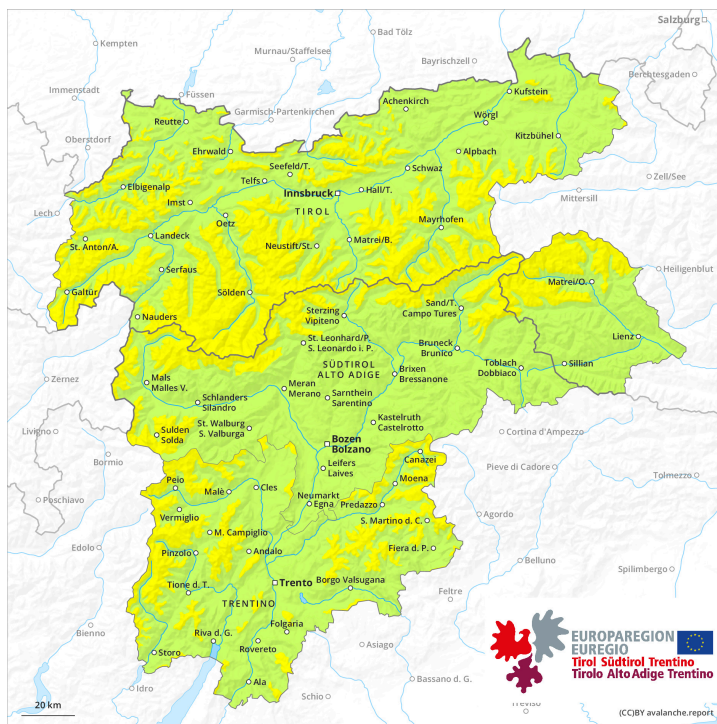 Salzburg
Bad Tölz
Kempten
Murnau/Staffelsee
Bayrischzell
Berchtesgaden
Immenstadt
Füssen
Kufstein
Achenkirch
Garmisch-Partenkirchen
Wörgl
Reutte
Oberstdorf
Kitzbühel
Ehrwald
Alpbach
Seefeld/T.
Schwaz
Telfs
Zell/See
Elbigenalp
Innsbruck
Hall/T.
Mittersill
Imst
TIROL
Lech
Oetz
Mayrhofen
St. Anton/A.
Landeck
Neustift/St.
Matrei/B.
Serfaus
Heiligenblut
Matrei/O.
Galtür
Sölden
Sand/T.
Campo Tures
Nauders
Sterzing
Vipiteno
Lienz
St. Leonhard/P.
S. Leonardo i. P.
Bruneck
Brunico
Toblach
Dobbiaco
Sillian
SÜDTIROL
ALTO ADIGE
Brixen
Bressanone
Zernez
Mals
Malles V.
Meran
Merano
Schlanders
Silandro
Sarnthein
Sarentino
Livigno
St. Walburg
S. Valburga
Kastelruth
Castelrotto
Sulden
Solda
Cortina d'Ampezzo
Bozen
Bolzano
Bormio
Canazei
Pieve di Cadore
Leifers
Laives
Tolmezzo
Poschiavo
Peio
Malè
Cles
Moena
Neumarkt
Egna
Predazzo
Vermiglio
Agordo
S. Martino d. C.
M. Campiglio
Edolo
Pinzolo
Andalo
Fiera d. P.
Belluno
Spilimbergo
Tione d. T.
Trento
Borgo Valsugana
Feltre
TRENTINO
Folgaria
Bienno
Riva d. G.
Rovereto
Asiago
Storo
Bassano d. G.
Idro
Ala
Schio
Treviso
EUROPAREGION
EUREGIO
Tirol Südtirol Trentino
Tirolo Alto Adige Trentino
20 km
(CC)BY avalanche.report